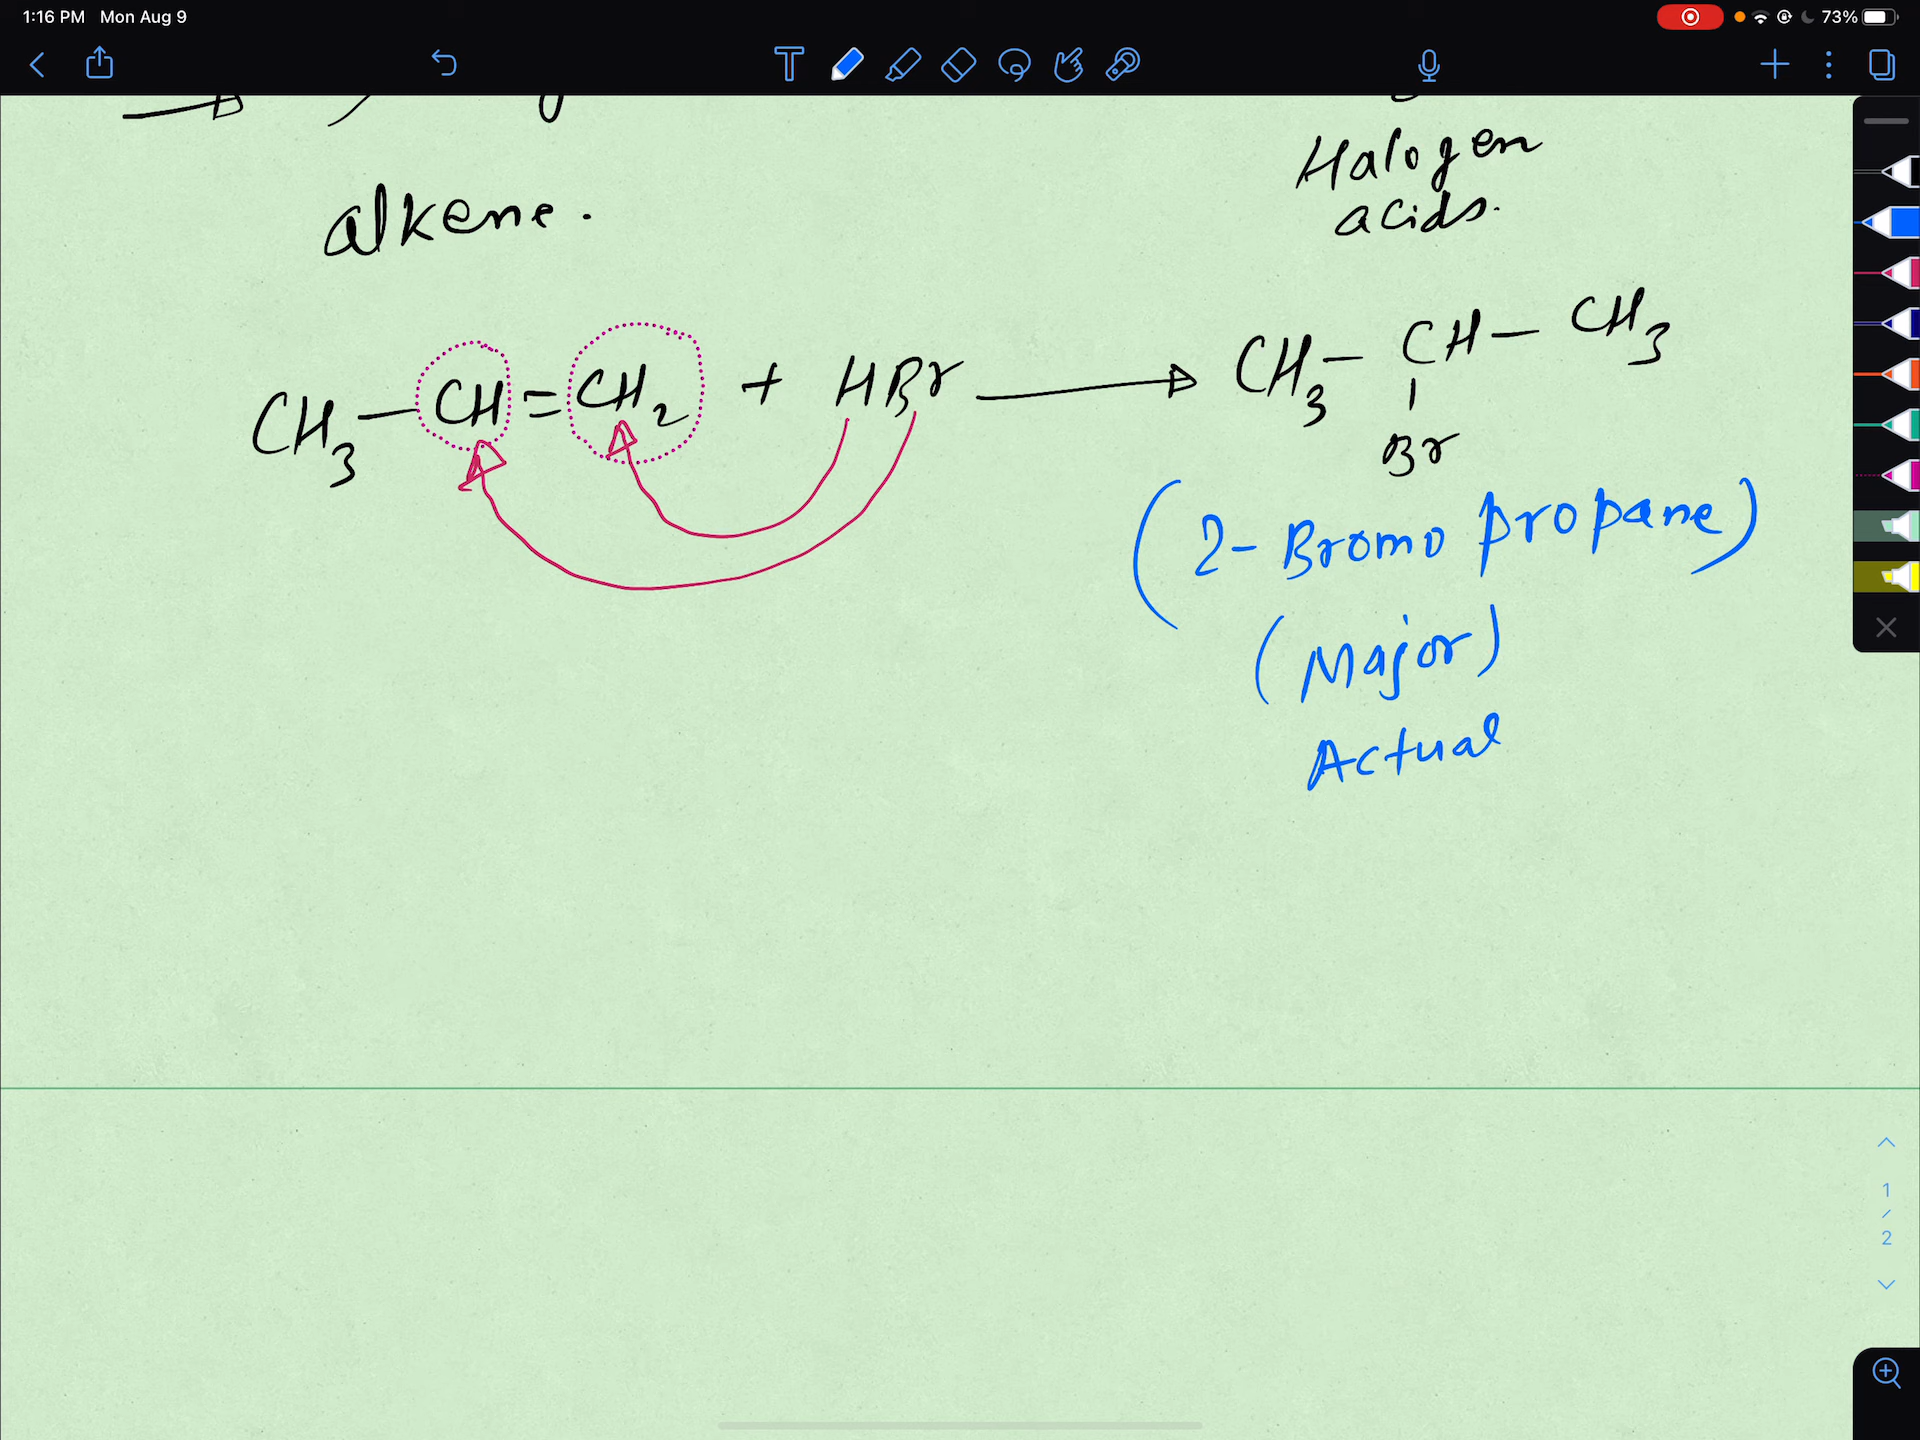 1:16 PM Mon Aug 9
73%
Halogen
acids.
alkene.
CH₃—CH=CH₂ + HBr ⟶ CH₃—CH—CH₃
Br
(2-Bromo propane)
(Major)
Actual
1
/
2